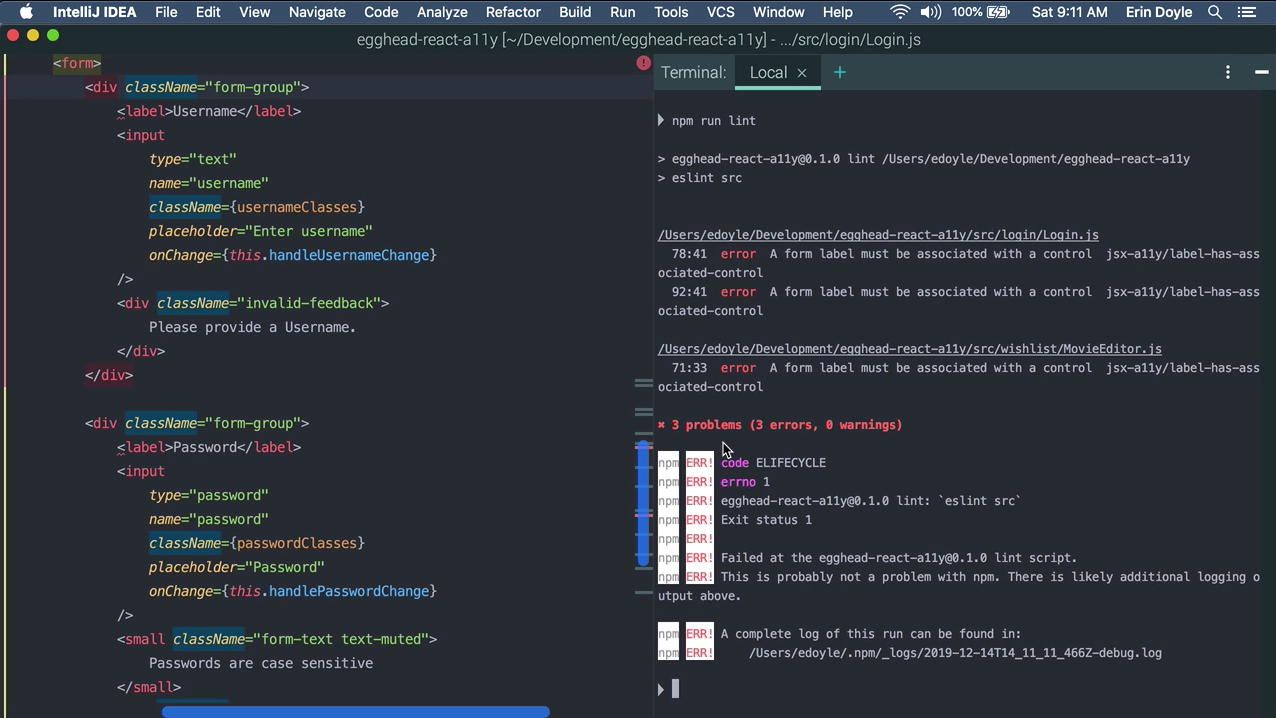 IntelliJ IDEA File Edit View Navigate Code Analyze Refactor Build Run Tools VCS Window Help 100% Sat 9:11 AM Erin Doyle
egghead-react-a11y [~/Development/egghead-react-a11y] - .../src/login/Login.js
<form>
<div className="form-group">
<label>Username</label>
<input
type="text"
name="username"
className={usernameClasses}
placeholder="Enter username"
onChange={this.handleUsernameChange}
/>
<div className="invalid-feedback">
Please provide a Username.
</div>
</div>
<div className="form-group">
<label>Password</label>
<input
type="password"
name="password"
className={passwordClasses}
placeholder="Password"
onChange={this.handlePasswordChange}
/>
<small className="form-text text-muted">
Passwords are case sensitive
</small>
Terminal: Local × +
npm run lint
> egghead-react-a11y@0.1.0 lint /Users/edoyle/Development/egghead-react-a11y
> eslint src
/Users/edoyle/Development/egghead-react-a11y/src/login/Login.js
78:41 error A form label must be associated with a control jsx-a11y/label-has-ass
ociated-control
92:41 error A form label must be associated with a control jsx-a11y/label-has-ass
ociated-control
/Users/edoyle/Development/egghead-react-a11y/src/wishlist/MovieEditor.js
71:33 error A form label must be associated with a control jsx-a11y/label-has-ass
ociated-control
✖ 3 problems (3 errors, 0 warnings)
npm ERR! code ELIFECYCLE
npm ERR! errno 1
npm ERR! egghead-react-a11y@0.1.0 lint: `eslint src`
npm ERR! Exit status 1
npm ERR!
npm ERR! Failed at the egghead-react-a11y@0.1.0 lint script.
npm ERR! This is probably not a problem with npm. There is likely additional logging o
utput above.
npm ERR! A complete log of this run can be found in:
npm ERR! /Users/edoyle/.npm/_logs/2019-12-14T14_11_11_466Z-debug.log